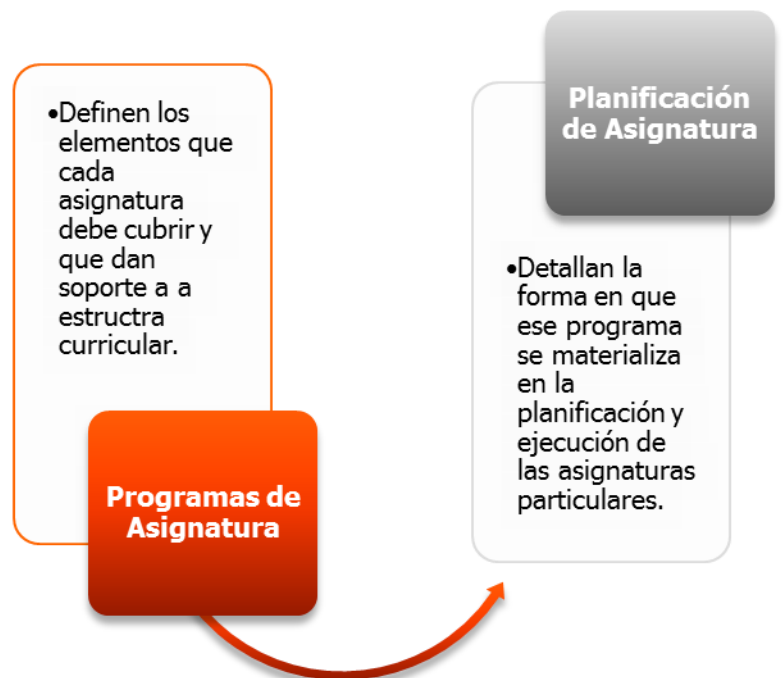 •Definen los
elementos que
cada
asignatura
debe cubrir y
que dan
soporte a a
estructra
curricular.
Programas de
Asignatura
Planificación
de Asignatura
•Detallan la
forma en que
ese programa
se materializa
en la
planificación y
ejecución de
las asignaturas
particulares.